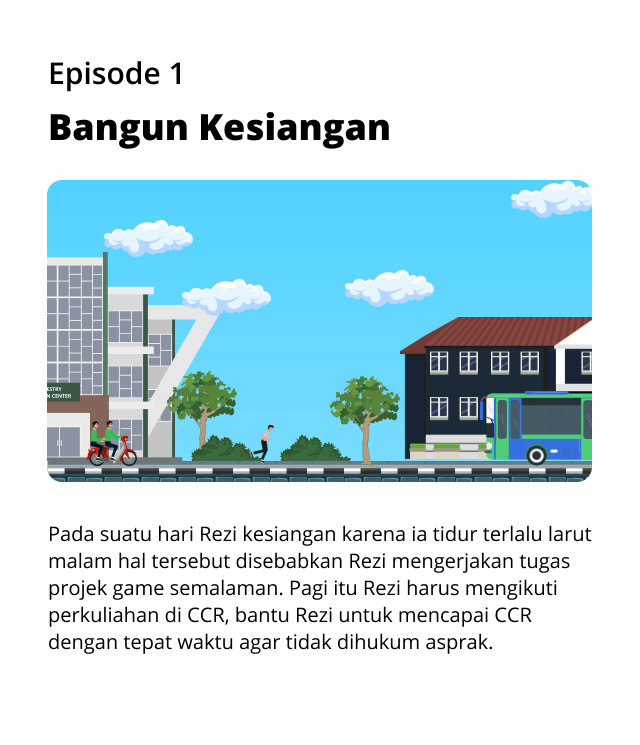 Episode 1
Bangun Kesiangan
ESTRY
N CENTER
Pada suatu hari Rezi kesiangan karena ia tidur terlalu larut
malam hal tersebut disebabkan Rezi mengerjakan tugas
projek game semalaman. Pagi itu Rezi harus mengikuti
perkuliahan di CCR, bantu Rezi untuk mencapai CCR
dengan tepat waktu agar tidak dihukum asprak.